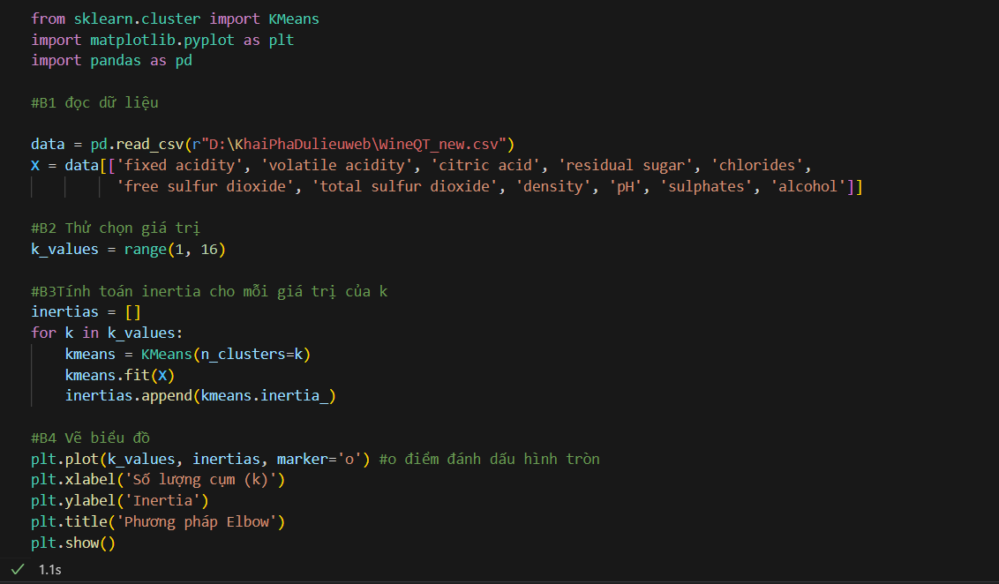 from sklearn.cluster import KMeans
import matplotlib.pyplot as plt
import pandas as pd
#B1 đọc dữ liệu
data = pd.read_csv(r"D:\KhaiPhaDulieuweb\WineQT_new.csv")
X = data[['fixed acidity', 'volatile acidity', 'citric acid', 'residual sugar', 'chlorides',
'free sulfur dioxide', 'total sulfur dioxide', 'density', 'pH', 'sulphates', 'alcohol']]
#B2 Thử chọn giá trị
k_values = range(1, 16)
#B3Tính toán inertia cho mỗi giá trị của k
inertias = []
for k in k_values:
    kmeans = KMeans(n_clusters=k)
    kmeans.fit(X)
    inertias.append(kmeans.inertia_)
#B4 Vẽ biểu đồ
plt.plot(k_values, inertias, marker='o') #o điểm đánh dấu hình tròn
plt.xlabel('Số lượng cụm (k)')
plt.ylabel('Inertia')
plt.title('Phương pháp Elbow')
plt.show()
1.1s